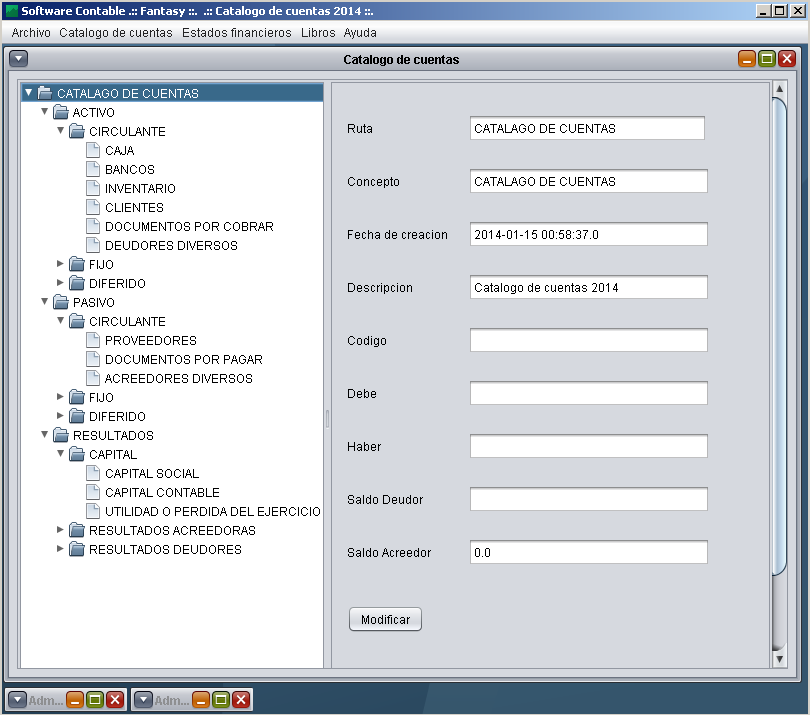 Software Contable .:: Fantasy ::. .:: Catalogo de cuentas 2014 ::.
Archivo Catalogo de cuentas Estados financieros Libros Ayuda
Catalogo de cuentas
CATALAGO DE CUENTAS
ACTIVO
CIRCULANTE
CAJA
BANCOS
INVENTARIO
CLIENTES
DOCUMENTOS POR COBRAR
DEUDORES DIVERSOS
FIJO
DIFERIDO
PASIVO
CIRCULANTE
PROVEEDORES
DOCUMENTOS POR PAGAR
ACREEDORES DIVERSOS
FIJO
DIFERIDO
RESULTADOS
CAPITAL
CAPITAL SOCIAL
CAPITAL CONTABLE
UTILIDAD O PERDIDA DEL EJERCICIO
RESULTADOS ACREEDORAS
RESULTADOS DEUDORES
Ruta CATALAGO DE CUENTAS
Concepto CATALAGO DE CUENTAS
Fecha de creacion 2014-01-15 00:58:37.0
Descripcion Catalogo de cuentas 2014
Codigo
Debe
Haber
Saldo Deudor
Saldo Acreedor 0.0
Modificar
Adm... Adm...